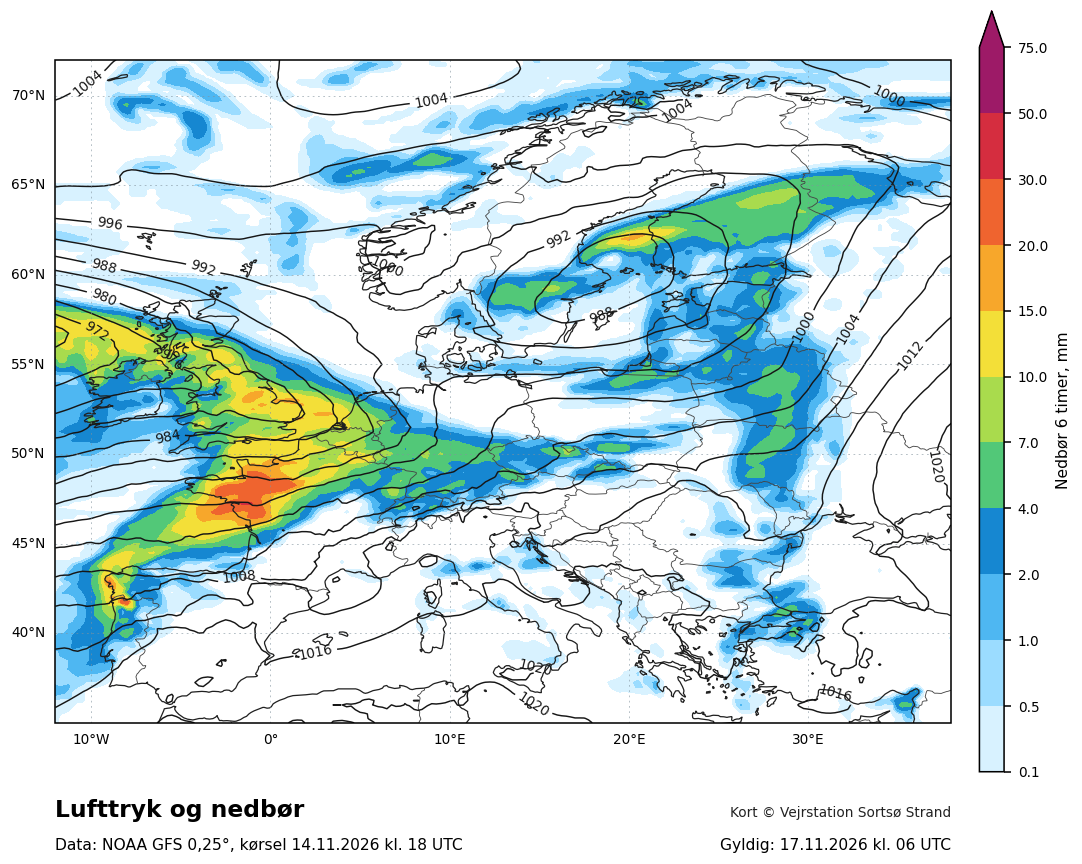 1004
1004
1004
1000
996
992
992
988
980
972
1000
988
1000
1004
1012
984
1020
1008
1016
1020
1020
1016
70°N
65°N
60°N
55°N
50°N
45°N
40°N
10°W
0°
10°E
20°E
30°E
75.0
50.0
30.0
20.0
15.0
10.0
7.0
4.0
2.0
1.0
0.5
0.1
Nedbør 6 timer, mm
Lufttryk og nedbør
Kort © Vejrstation Sortsø Strand
Data: NOAA GFS 0,25°, kørsel 14.11.2026 kl. 18 UTC
Gyldig: 17.11.2026 kl. 06 UTC